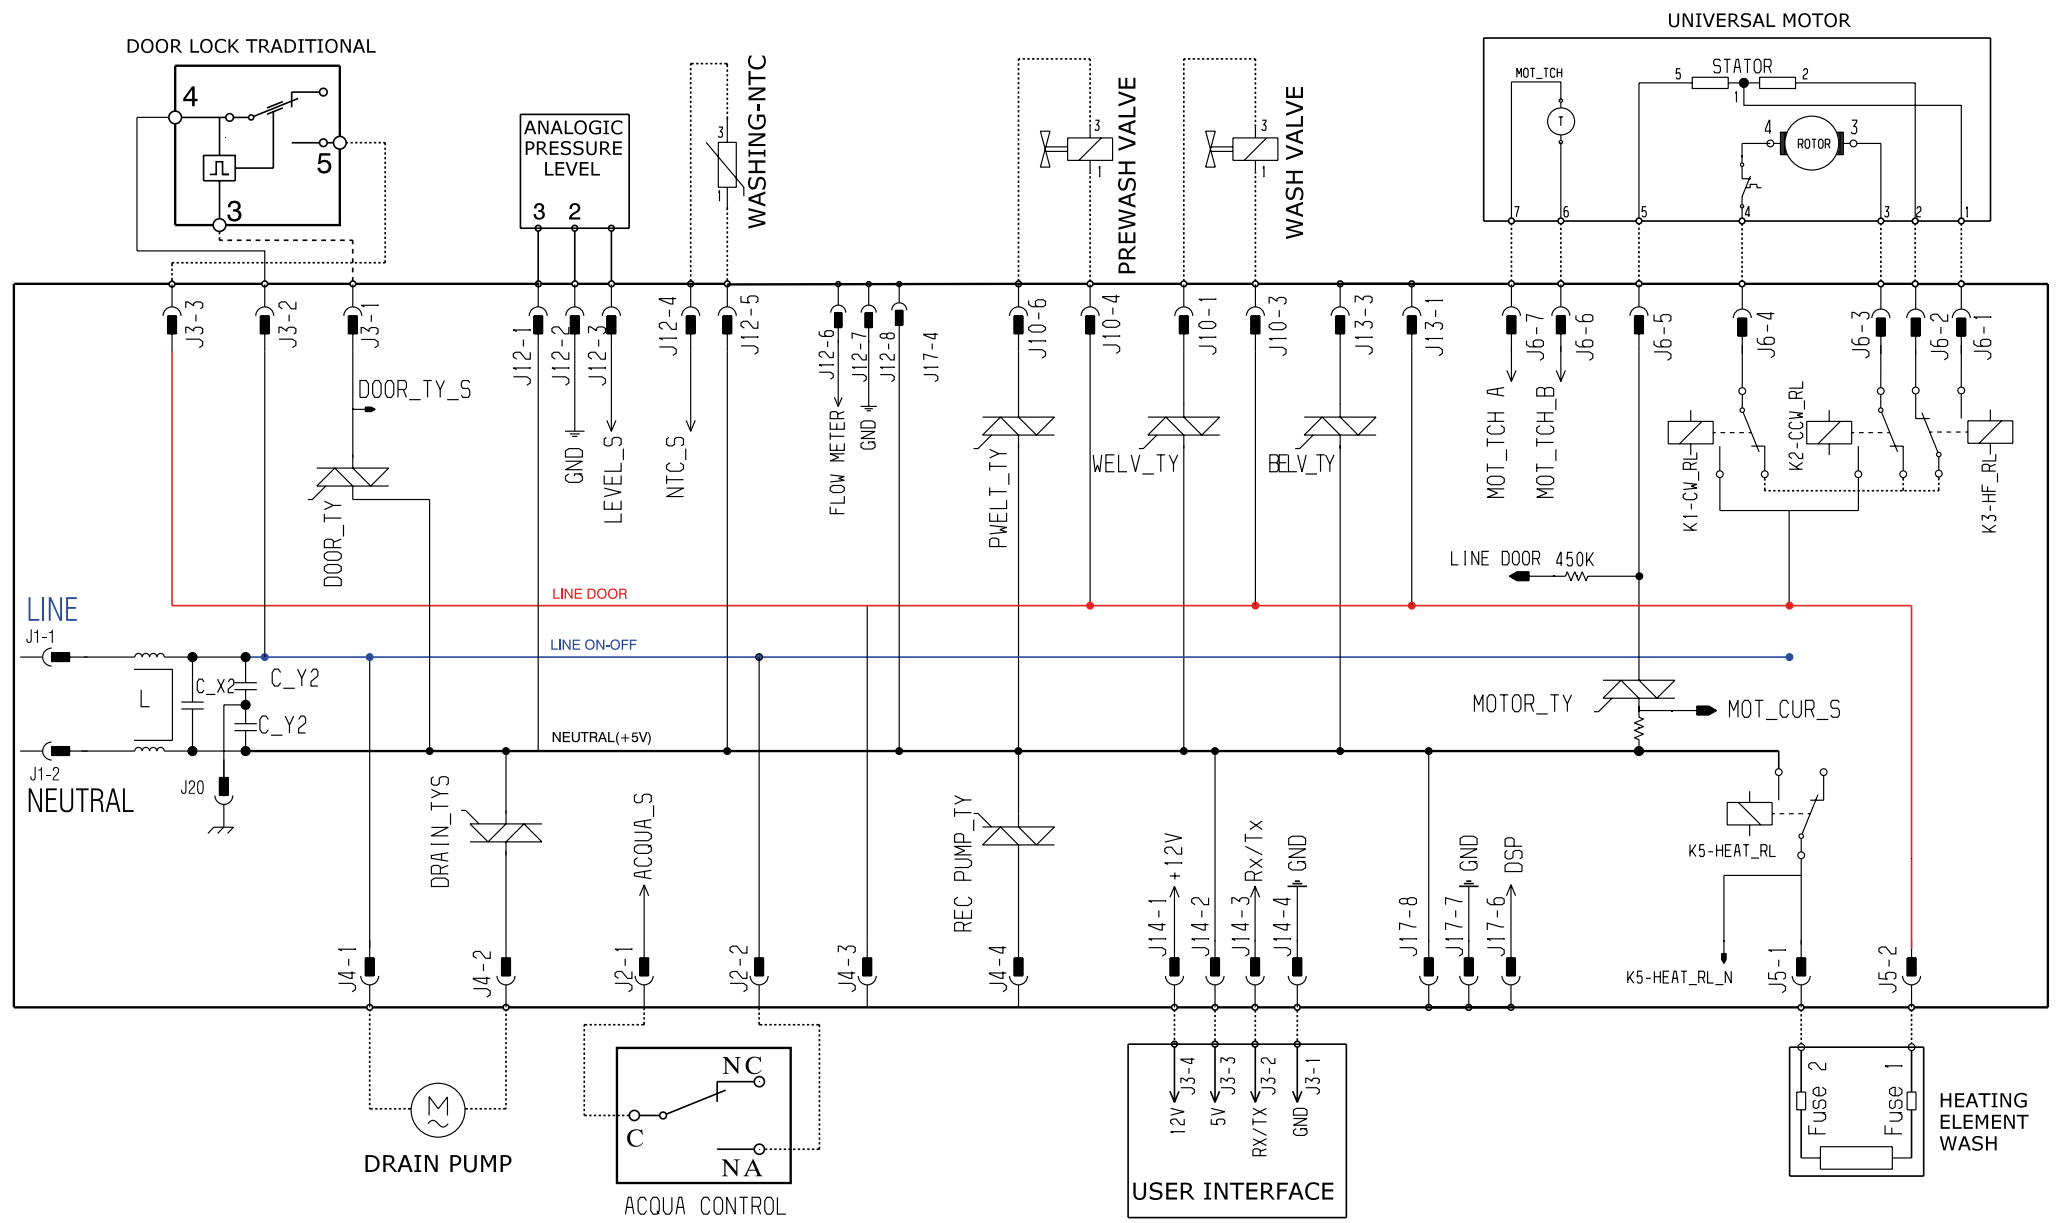 UNIVERSAL MOTOR
DOOR LOCK TRADITIONAL
4
5
3
ANALOGIC
PRESSURE
LEVEL
3 2
3
1
WASHING-NTC
3
1
PREWASH VALVE
3
1
WASH VALVE
MOT_TCH
T
5
STATOR
2
1
4
ROTOR
3
7
6
5
4
3
2
1
J3-3
J3-2
J3-1
J12-1
J12-2
J12-3
J12-4
J12-5
J12-6
J12-7
J12-8
J17-4
J10-6
J10-4
J10-1
J10-3
J13-3
J13-1
J6-7
J6-6
J6-5
J6-4
J6-3
J6-2
J6-1
DOOR_TY_S
DOOR_TY
GND
LEVEL_S
NTC_S
FLOW METER
GND
PWELT_TY
WELV_TY
BELV_TY
MOT_TCH A
MOT_TCH_B
K1-CW_RL
K2-CCW_RL
K3-HF_RL
LINE DOOR 450K
LINE DOOR
LINE
J1-1
LINE ON-OFF
L
C_X2
C_Y2
C_Y2
MOTOR_TY
MOT_CUR_S
NEUTRAL(+5V)
J1-2
NEUTRAL
J20
DRAIN_TYS
ACQUA_S
REC PUMP_TY
+12V
Rx/Tx
GND
GND
DSP
K5-HEAT_RL
K5-HEAT_RL_N
J4-1
J4-2
J2-1
J2-2
J4-3
J4-4
J14-1
J14-2
J14-3
J14-4
J17-8
J17-7
J17-6
J5-1
J5-2
M
DRAIN PUMP
NC
C
NA
ACQUA CONTROL
J3-4
J3-3
J3-2
J3-1
12V
5V
RX/TX
GND
USER INTERFACE
Fuse 2
Fuse 1
HEATING
ELEMENT
WASH